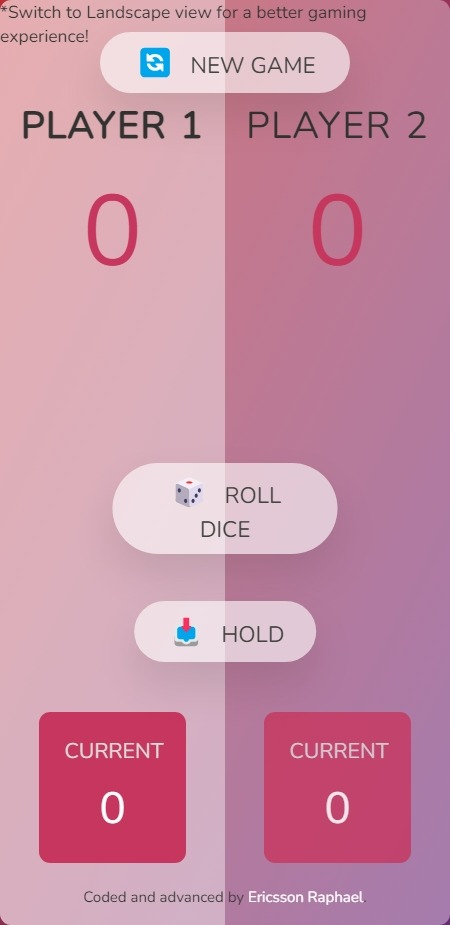 *Switch to Landscape view for a better gaming
experience!
NEW GAME
PLAYER 1
PLAYER 2
0
0
ROLL
DICE
HOLD
CURRENT
0
CURRENT
0
Coded and advanced by Ericsson Raphael.